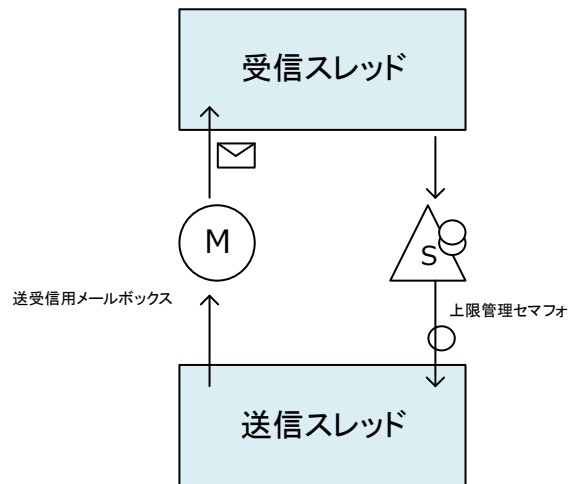 受信スレッド
M
S
送受信用メールボックス
上限管理セマフォ
送信スレッド